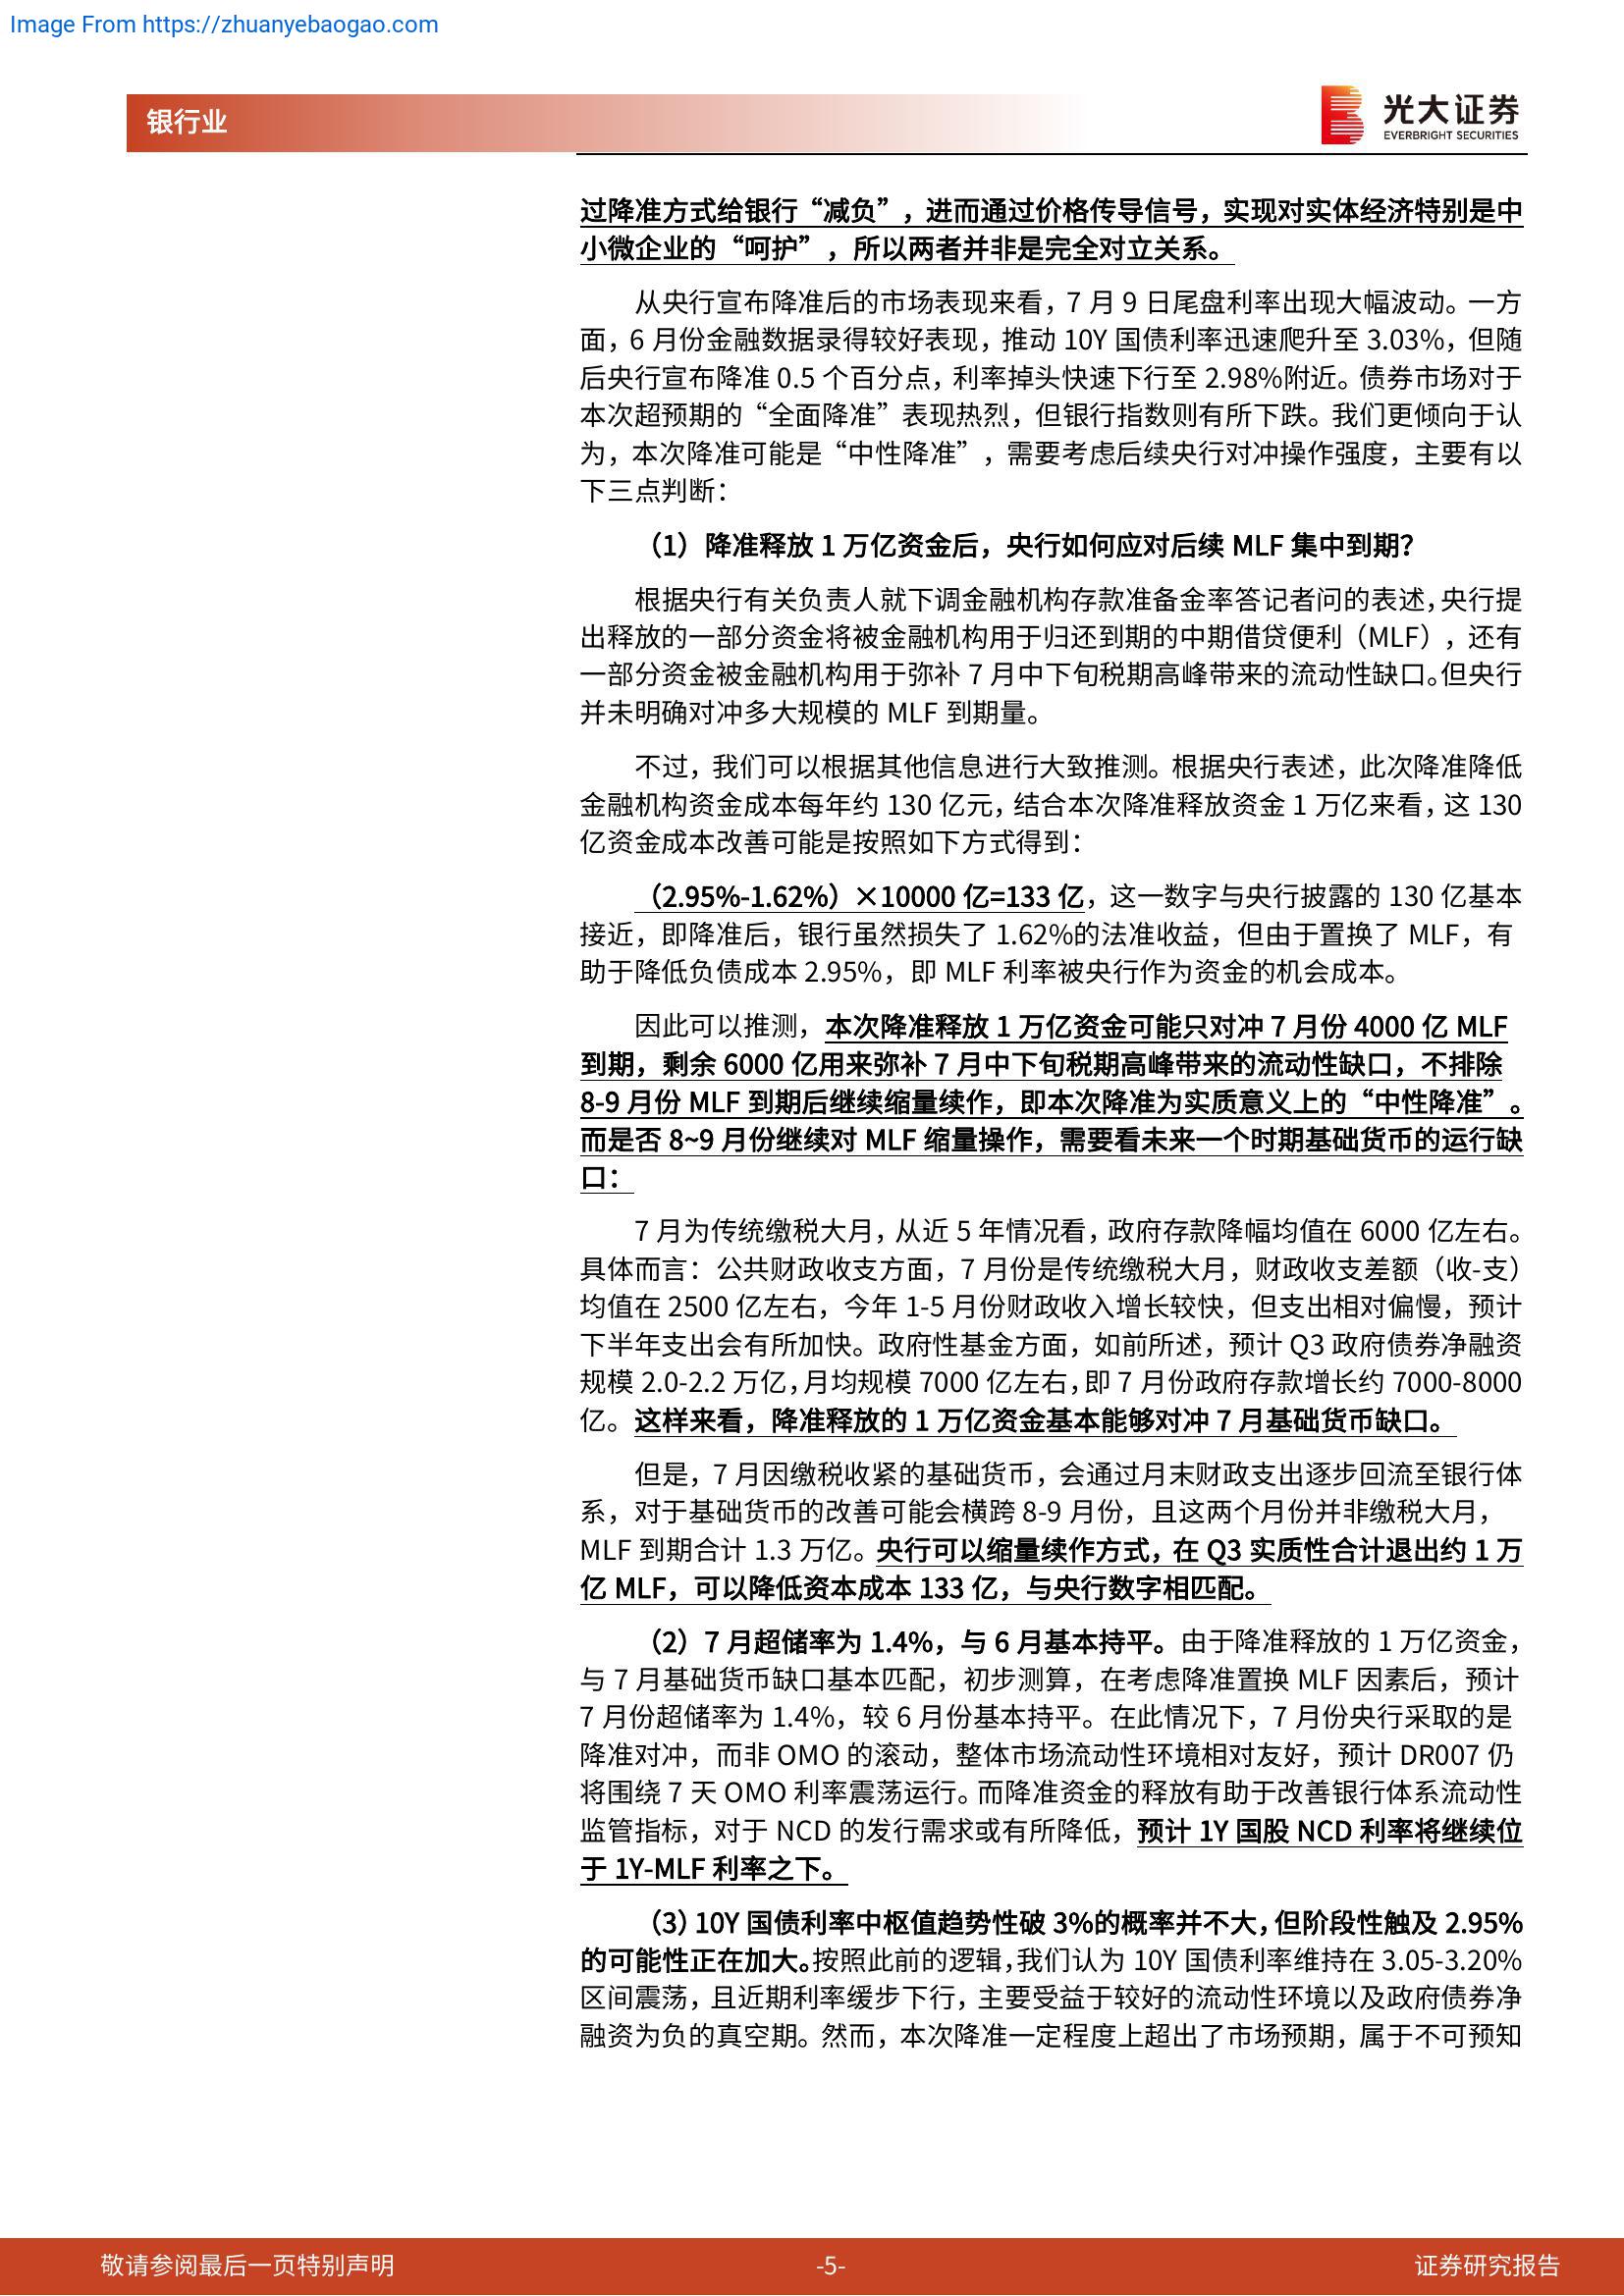 Image From https://zhuanyebaogao.com
银行业
光大证券
EVERBRIGHT SECURITIES
过降准方式给银行“减负”，进而通过价格传导信号，实现对实体经济特别是中
小微企业的“呵护”，所以两者并非是完全对立关系。
从央行宣布降准后的市场表现来看，7 月 9 日尾盘利率出现大幅波动。一方
面，6 月份金融数据录得较好表现，推动 10Y 国债利率迅速爬升至 3.03%，但随
后央行宣布降准 0.5 个百分点，利率掉头快速下行至 2.98%附近。债券市场对于
本次超预期的“全面降准”表现热烈，但银行指数则有所下跌。我们更倾向于认
为，本次降准可能是“中性降准”，需要考虑后续央行对冲操作强度，主要有以
下三点判断：
（1）降准释放 1 万亿资金后，央行如何应对后续 MLF 集中到期？
根据央行有关负责人就下调金融机构存款准备金率答记者问的表述，央行提
出释放的一部分资金将被金融机构用于归还到期的中期借贷便利（MLF），还有
一部分资金被金融机构用于弥补 7 月中下旬税期高峰带来的流动性缺口。但央行
并未明确对冲多大规模的 MLF 到期量。
不过，我们可以根据其他信息进行大致推测。根据央行表述，此次降准降低
金融机构资金成本每年约 130 亿元，结合本次降准释放资金 1 万亿来看，这 130
亿资金成本改善可能是按照如下方式得到：
（2.95%-1.62%）×10000 亿=133 亿，这一数字与央行披露的 130 亿基本
接近，即降准后，银行虽然损失了 1.62%的法准收益，但由于置换了 MLF，有
助于降低负债成本 2.95%，即 MLF 利率被央行作为资金的机会成本。
因此可以推测，本次降准释放 1 万亿资金可能只对冲 7 月份 4000 亿 MLF
到期，剩余 6000 亿用来弥补 7 月中下旬税期高峰带来的流动性缺口，不排除
8-9 月份 MLF 到期后继续缩量续作，即本次降准为实质意义上的“中性降准”。
而是否 8~9 月份继续对 MLF 缩量操作，需要看未来一个时期基础货币的运行缺
口：
7 月为传统缴税大月，从近 5 年情况看，政府存款降幅均值在 6000 亿左右。
具体而言：公共财政收支方面，7 月份是传统缴税大月，财政收支差额（收-支）
均值在 2500 亿左右，今年 1-5 月份财政收入增长较快，但支出相对偏慢，预计
下半年支出会有所加快。政府性基金方面，如前所述，预计 Q3 政府债券净融资
规模 2.0-2.2 万亿，月均规模 7000 亿左右，即 7 月份政府存款增长约 7000-8000
亿。这样来看，降准释放的 1 万亿资金基本能够对冲 7 月基础货币缺口。
但是，7 月因缴税收紧的基础货币，会通过月末财政支出逐步回流至银行体
系，对于基础货币的改善可能会横跨 8-9 月份，且这两个月份并非缴税大月，
MLF 到期合计 1.3 万亿。央行可以缩量续作方式，在 Q3 实质性合计退出约 1 万
亿 MLF，可以降低资本成本 133 亿，与央行数字相匹配。
（2）7 月超储率为 1.4%，与 6 月基本持平。由于降准释放的 1 万亿资金，
与 7 月基础货币缺口基本匹配，初步测算，在考虑降准置换 MLF 因素后，预计
7 月份超储率为 1.4%，较 6 月份基本持平。在此情况下，7 月份央行采取的是
降准对冲，而非 OMO 的滚动，整体市场流动性环境相对友好，预计 DR007 仍
将围绕 7 天 OMO 利率震荡运行。而降准资金的释放有助于改善银行体系流动性
监管指标，对于 NCD 的发行需求或有所降低，预计 1Y 国股 NCD 利率将继续位
于 1Y-MLF 利率之下。
（3）10Y 国债利率中枢值趋势性破 3%的概率并不大，但阶段性触及 2.95%
的可能性正在加大。按照此前的逻辑，我们认为 10Y 国债利率维持在 3.05-3.20%
区间震荡，且近期利率缓步下行，主要受益于较好的流动性环境以及政府债券净
融资为负的真空期。然而，本次降准一定程度上超出了市场预期，属于不可预知
敬请参阅最后一页特别声明
-5-
证券研究报告